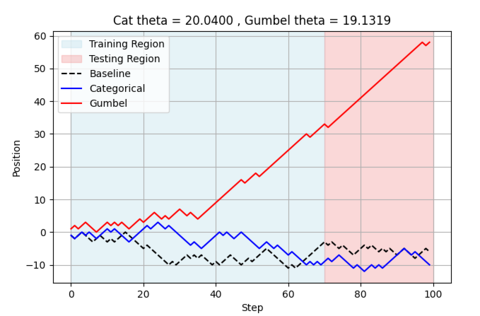 Cat theta = 20.0400 , Gumbel theta = 19.1319
Training Region
Testing Region
Baseline
Categorical
Gumbel
Position
60
50
40
30
20
10
0
−10
0 20 40 60 80 100
Step